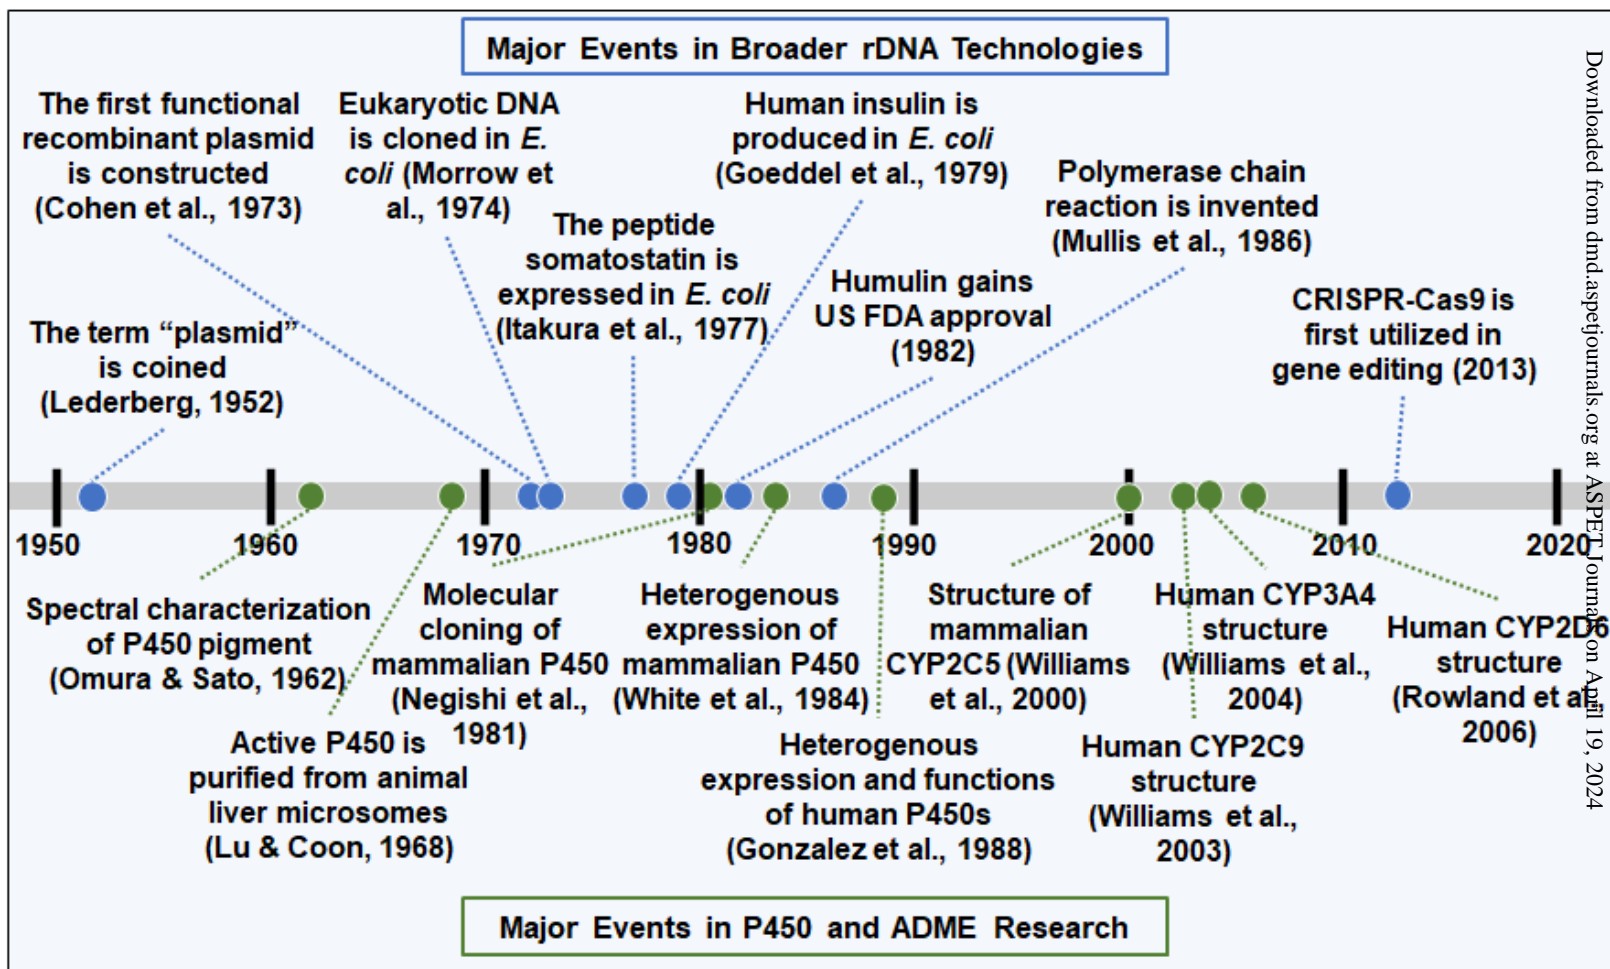 Major Events in Broader rDNA Technologies
The first functional
recombinant plasmid
is constructed
(Cohen et al., 1973)
Eukaryotic DNA
is cloned in E.
coli (Morrow et
al., 1974)
The peptide
somatostatin is
expressed in E. coli
(Itakura et al., 1977)
Human insulin is
produced in E. coli
(Goeddel et al., 1979)
Polymerase chain
reaction is invented
(Mullis et al., 1986)
Humulin gains
US FDA approval
(1982)
CRISPR-Cas9 is
first utilized in
gene editing (2013)
The term “plasmid”
is coined
(Lederberg, 1952)
1950
1960
1970
1980
1990
2000
2010
2020
Spectral characterization
of P450 pigment
(Omura & Sato, 1962)
Active P450 is
purified from animal
liver microsomes
(Lu & Coon, 1968)
Molecular
cloning of
mammalian P450
(Negishi et al.,
1981)
Heterogenous
expression of
mammalian P450
(White et al., 1984)
Heterogenous
expression and functions
of human P450s
(Gonzalez et al., 1988)
Structure of
mammalian
CYP2C5 (Williams
et al., 2000)
Human CYP2C9
structure
(Williams et al.,
2003)
Human CYP3A4
structure
(Williams et al.,
2004)
Human CYP2D6
structure
(Rowland et al.,
2006)
Major Events in P450 and ADME Research
Downloaded from dmd.aspetjournals.org at ASPET Journals on April 19, 2024